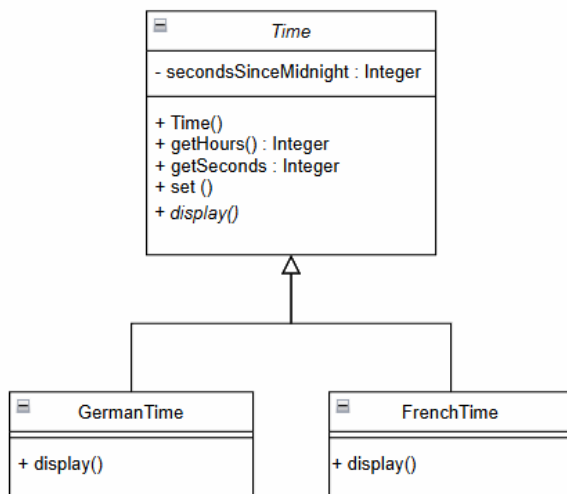 Time
- secondsSinceMidnight : Integer
+ Time()
+ getHours() : Integer
+ getSeconds : Integer
+ set ()
+ display()
GermanTime
+ display()
FrenchTime
+ display()